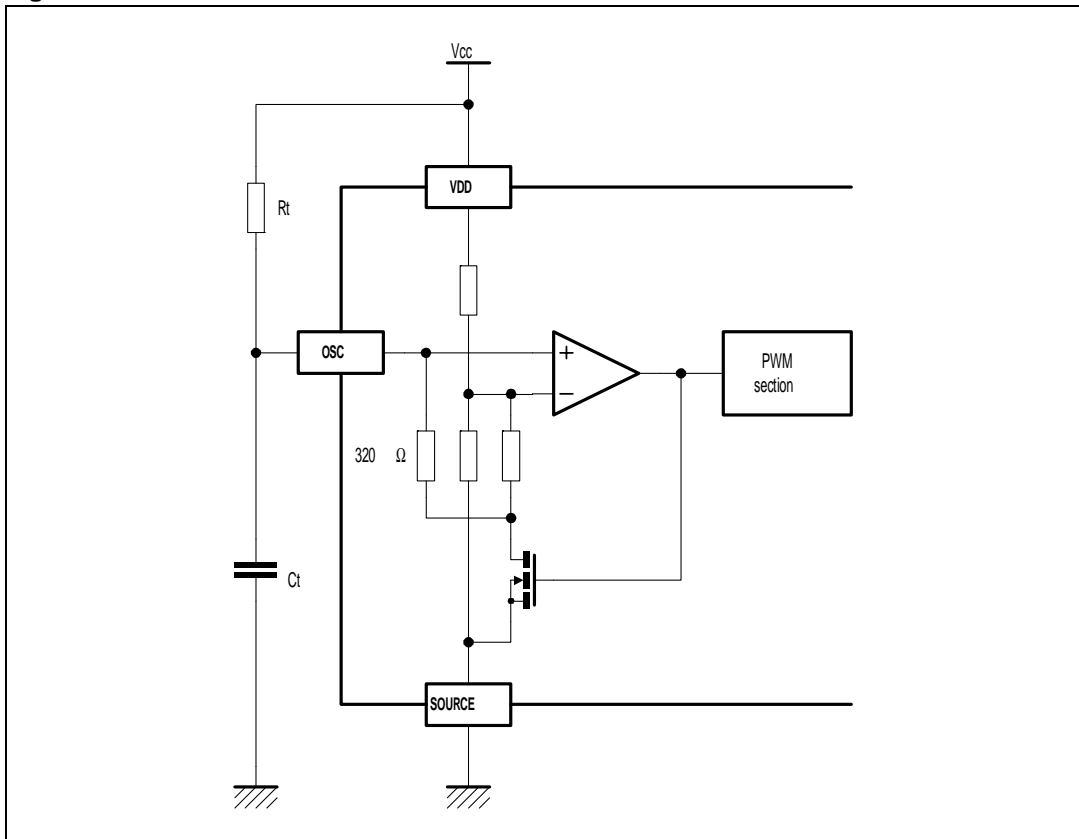 Vcc
VDD
Rt
OSC
+
PWM
section
−
320 Ω
Ct
SOURCE